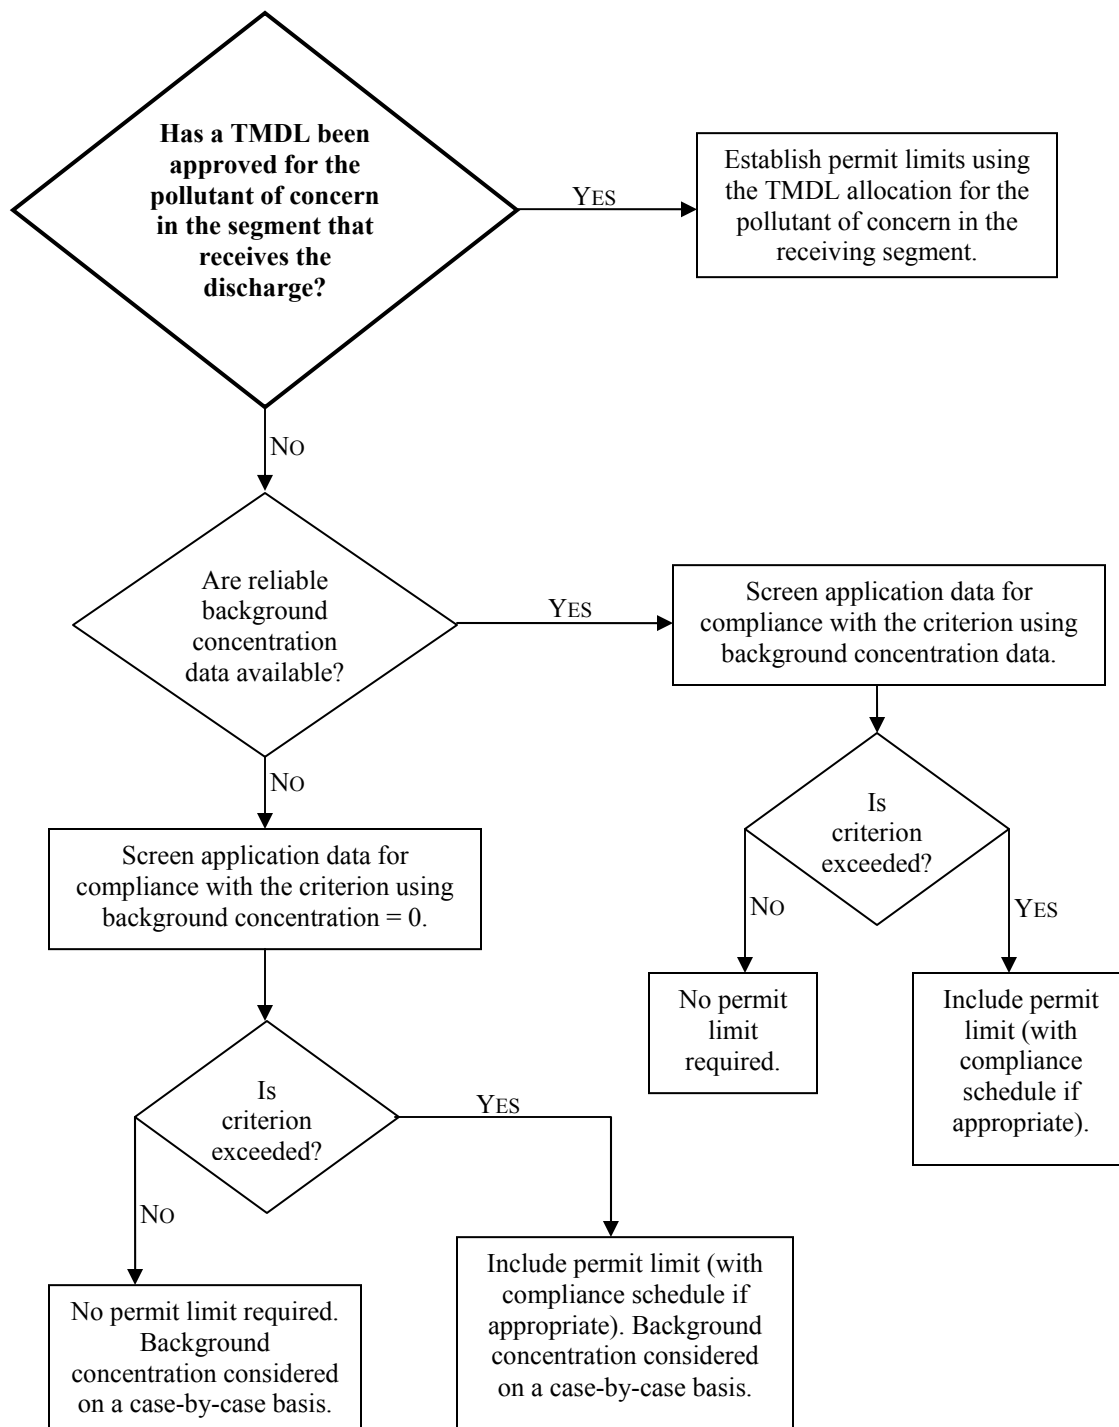 Has a TMDL been
approved for the
pollutant of concern
in the segment that
receives the
discharge?
YES
Establish permit limits using
the TMDL allocation for the
pollutant of concern in the
receiving segment.
NO
Are reliable
background
concentration
data available?
YES
Screen application data for
compliance with the criterion using
background concentration data.
Is
criterion
exceeded?
NO
YES
No permit
limit
required.
Include permit
limit (with
compliance
schedule if
appropriate).
NO
Screen application data for
compliance with the criterion using
background concentration = 0.
Is
criterion
exceeded?
YES
NO
No permit limit required.
Background
concentration considered
on a case-by-case basis.
Include permit limit (with
compliance schedule if
appropriate). Background
concentration considered
on a case-by-case basis.